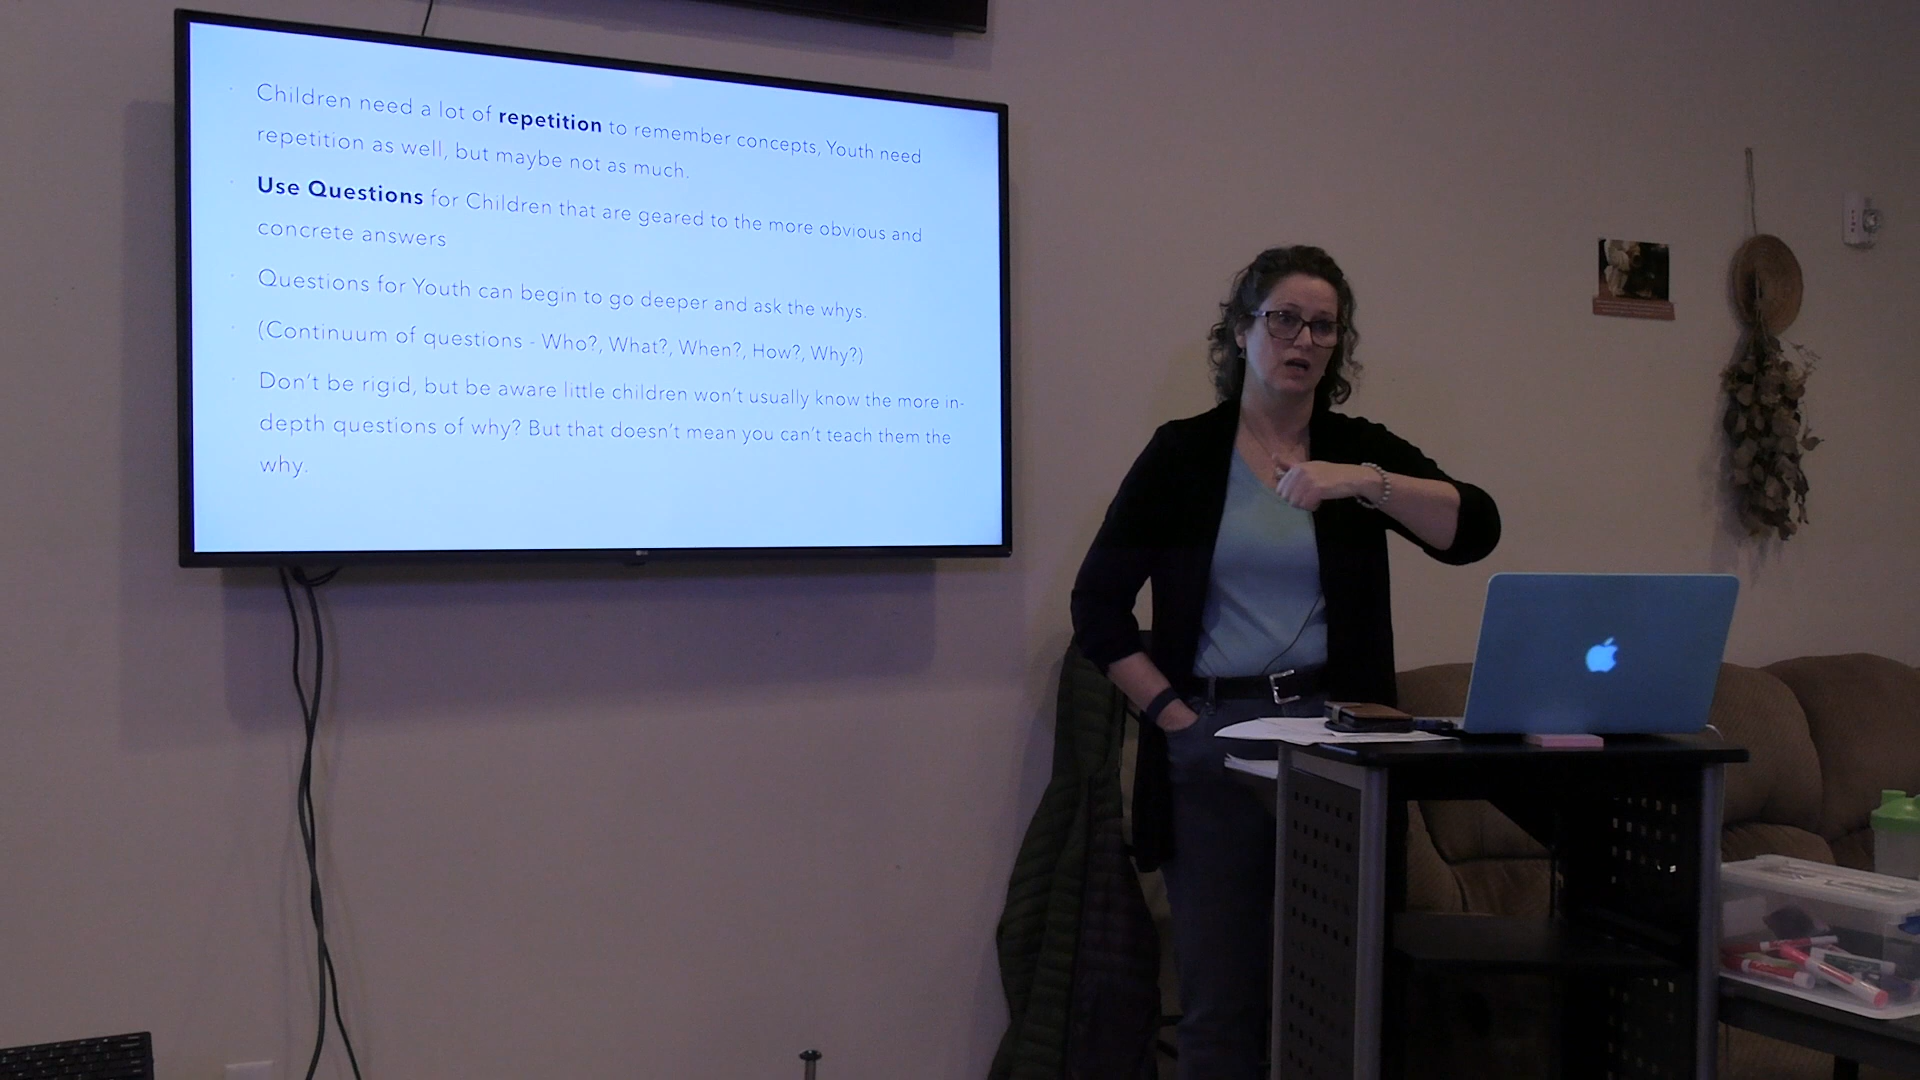 Children need a lot of repetition to remember concepts, Youth need
repetition as well, but maybe not as much.
Use Questions for Children that are geared to the more obvious and
concrete answers
Questions for Youth can begin to go deeper and ask the whys.
(Continuum of questions - Who?, What?, When?, How?, Why?)
Don't be rigid, but be aware little children won't usually know the more in-
depth questions of why? But that doesn't mean you can't teach them the
why.